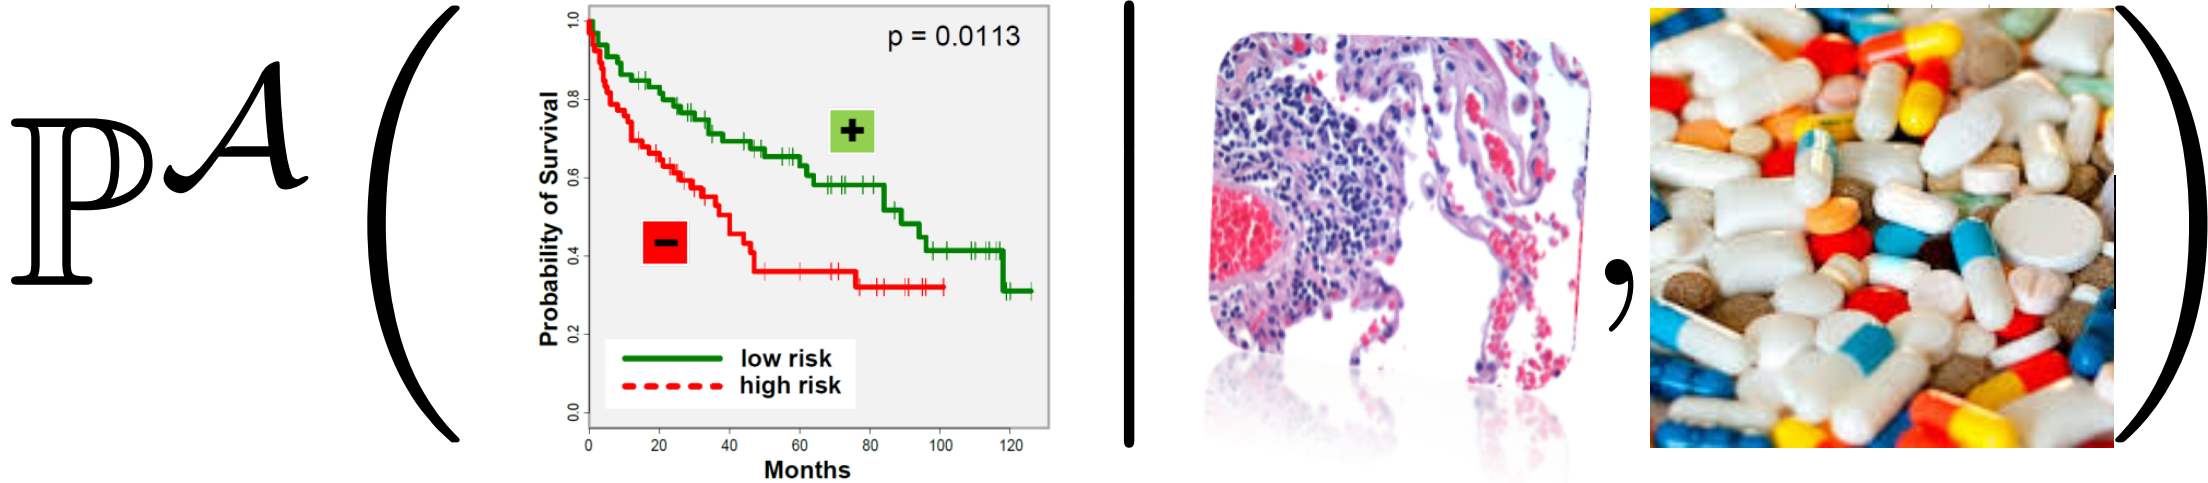 ℙ^𝒜 ( | , )
p = 0.0113
+
−
low risk
high risk
Probability of Survival
1.0
0.8
0.6
0.4
0.2
0.0
0 20 40 60 80 100 120
Months